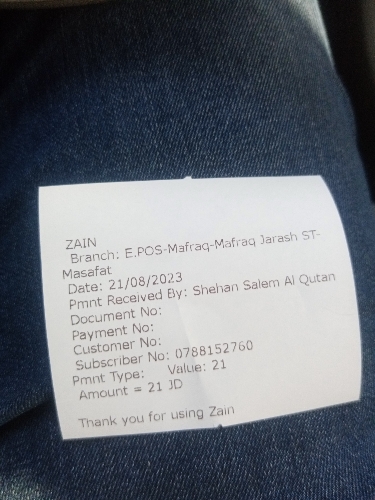 ZAIN
Branch: E.POS-Mafraq-Mafraq Jarash ST-
Masafat
Date: 21/08/2023
Pmnt Received By: Shehan Salem Al Qutan
Document No:
Payment No:
Customer No:
Subscriber No: 0788152760
Pmnt Type: Value: 21
Amount = 21 JD
Thank you for using Zain